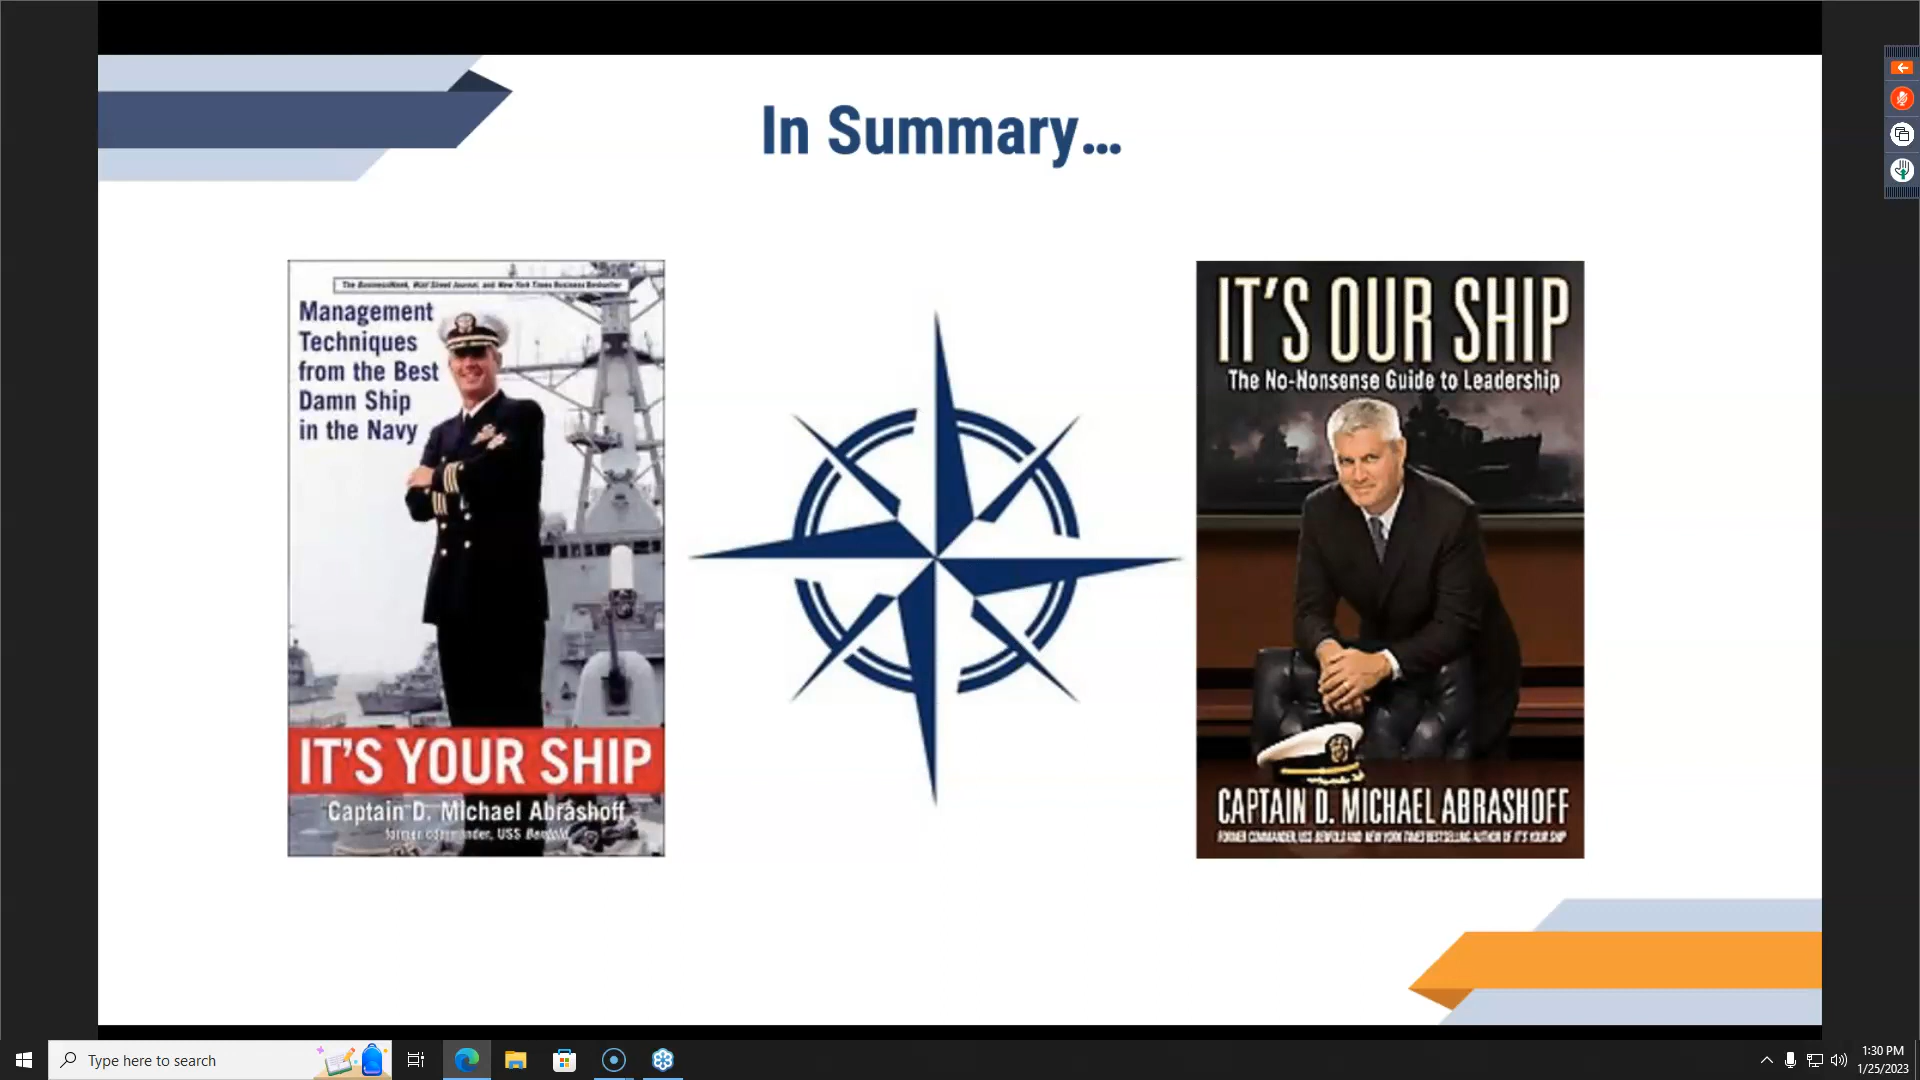 In Summary...
The BusinessWeek, Wall Street Journal, and New York Times Business Bestseller
Management
Techniques
from the Best
Damn Ship
in the Navy
IT'S YOUR SHIP
Captain D. Michael Abrashoff
former commander, USS Benfold
IT'S OUR SHIP
The No-Nonsense Guide to Leadership
CAPTAIN D. MICHAEL ABRASHOFF
FORMER COMMANDER, USS BENFOLD AND NEW YORK TIMES BESTSELLING AUTHOR OF IT'S YOUR SHIP
Type here to search
1:30 PM
1/25/2023